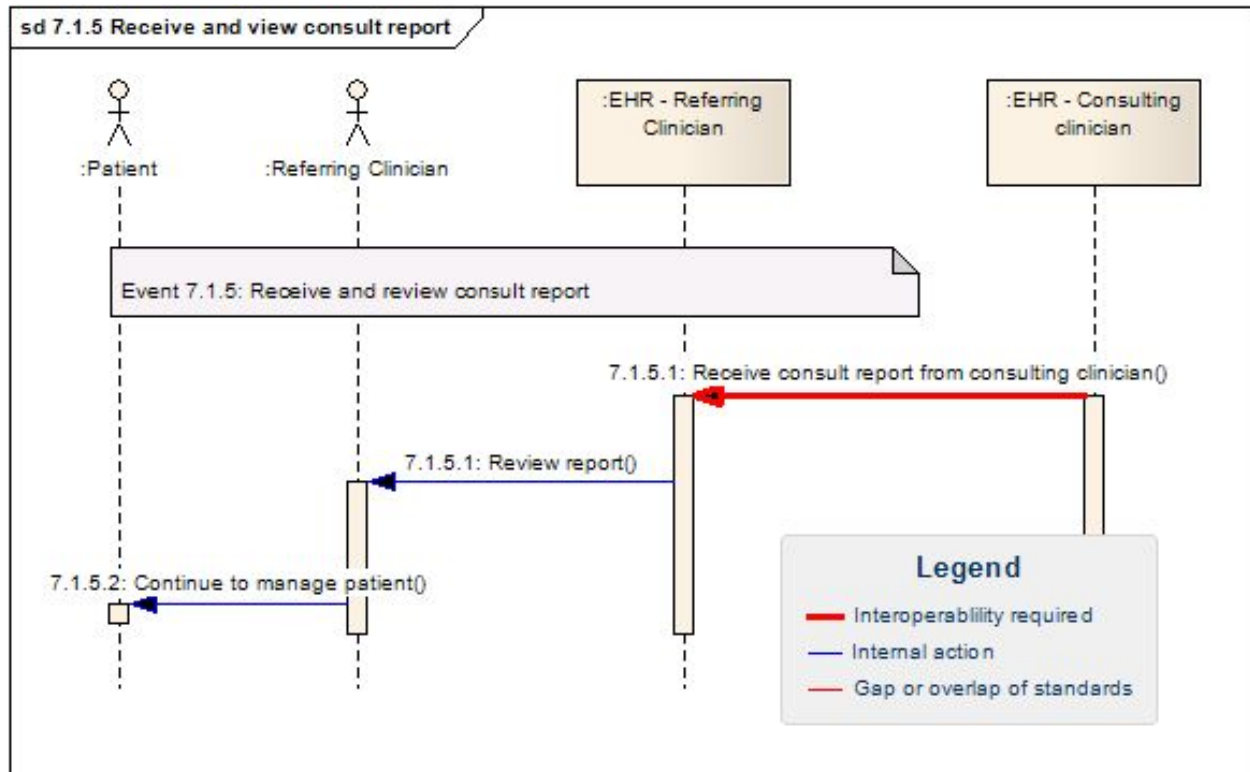 sd 7.1.5 Receive and view consult report
:Patient
:Referring Clinician
:EHR - Referring
Clinician
:EHR - Consulting
clinician
Event 7.1.5: Receive and review consult report
7.1.5.1: Receive consult report from consulting clinician()
7.1.5.1: Review report()
7.1.5.2: Continue to manage patient()
Legend
Interoperablility required
Internal action
Gap or overlap of standards